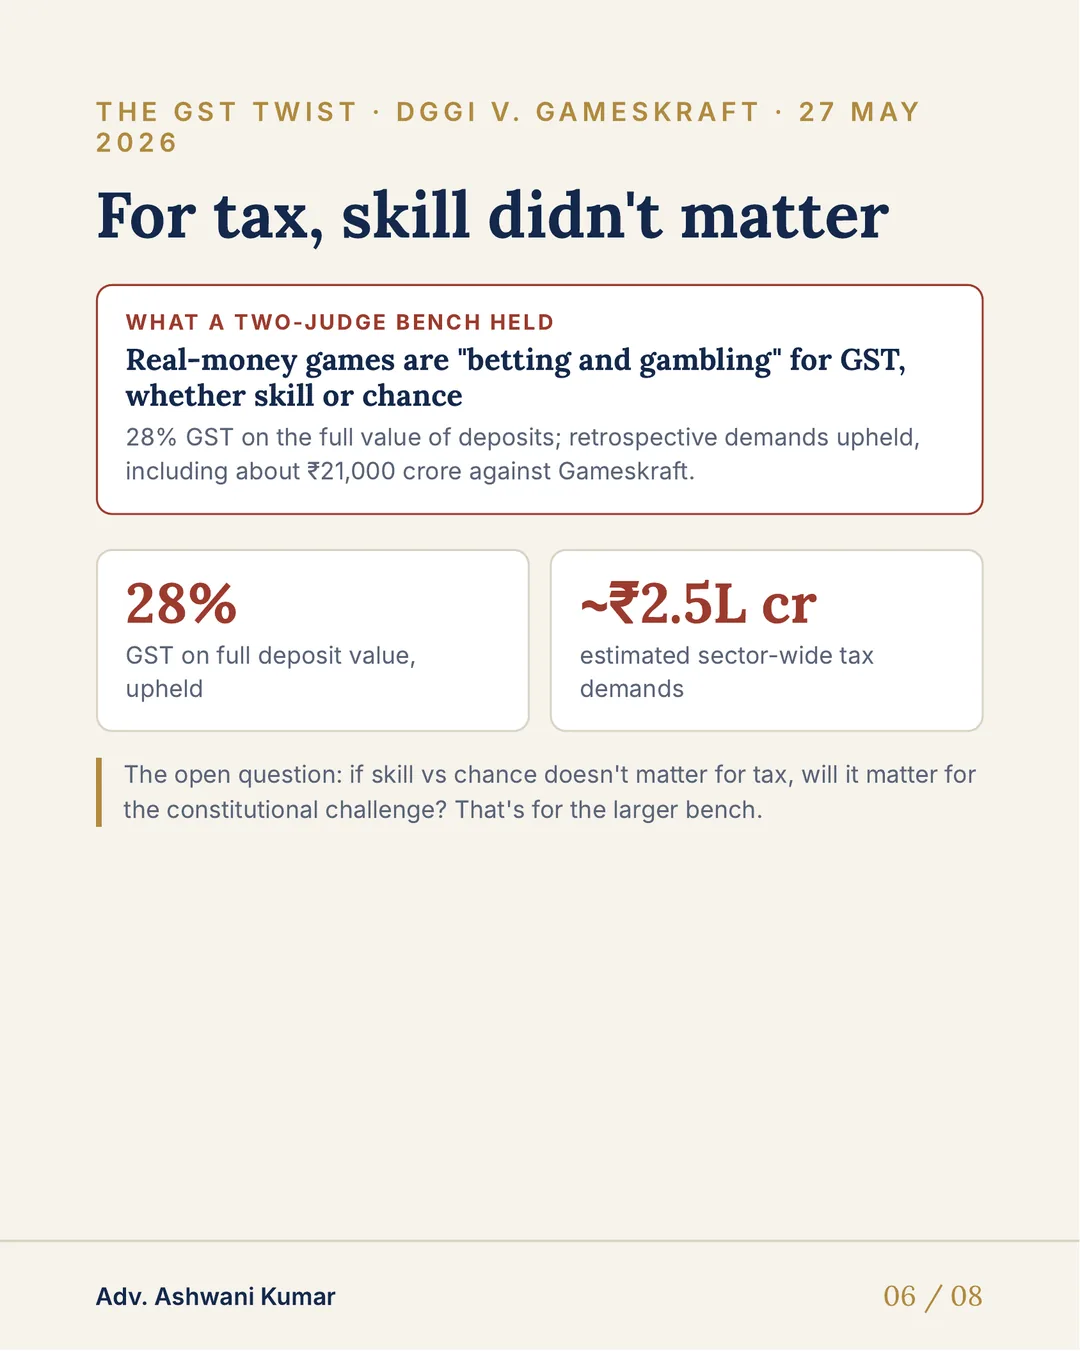 THE GST TWIST · DGGI V. GAMESKRAFT · 27 MAY
2026
For tax, skill didn't matter
WHAT A TWO-JUDGE BENCH HELD
Real-money games are "betting and gambling" for GST,
whether skill or chance
28% GST on the full value of deposits; retrospective demands upheld,
including about ₹21,000 crore against Gameskraft.
28%
GST on full deposit value,
upheld
~₹2.5L cr
estimated sector-wide tax
demands
The open question: if skill vs chance doesn't matter for tax, will it matter for
the constitutional challenge? That's for the larger bench.
Adv. Ashwani Kumar
06 / 08